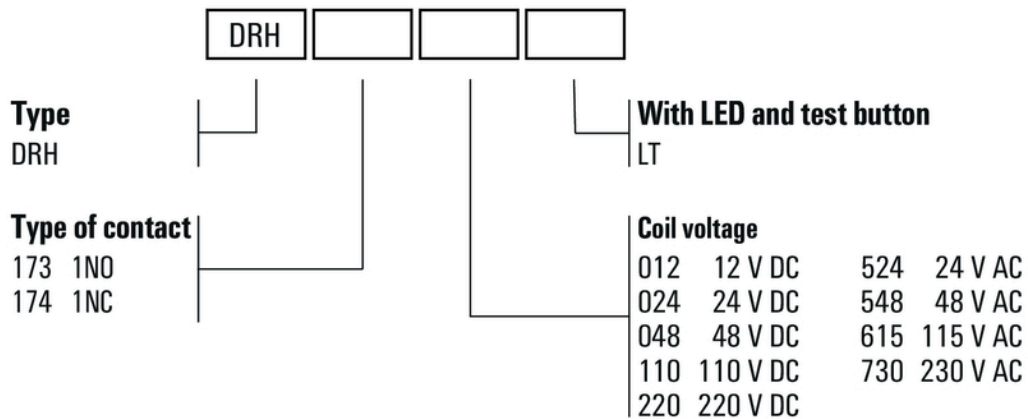 DRH
Type
DRH
With LED and test button
LT
Type of contact
173 1NO
174 1NC
Coil voltage
012 12 V DC 524 24 V AC
024 24 V DC 548 48 V AC
048 48 V DC 615 115 V AC
110 110 V DC 730 230 V AC
220 220 V DC